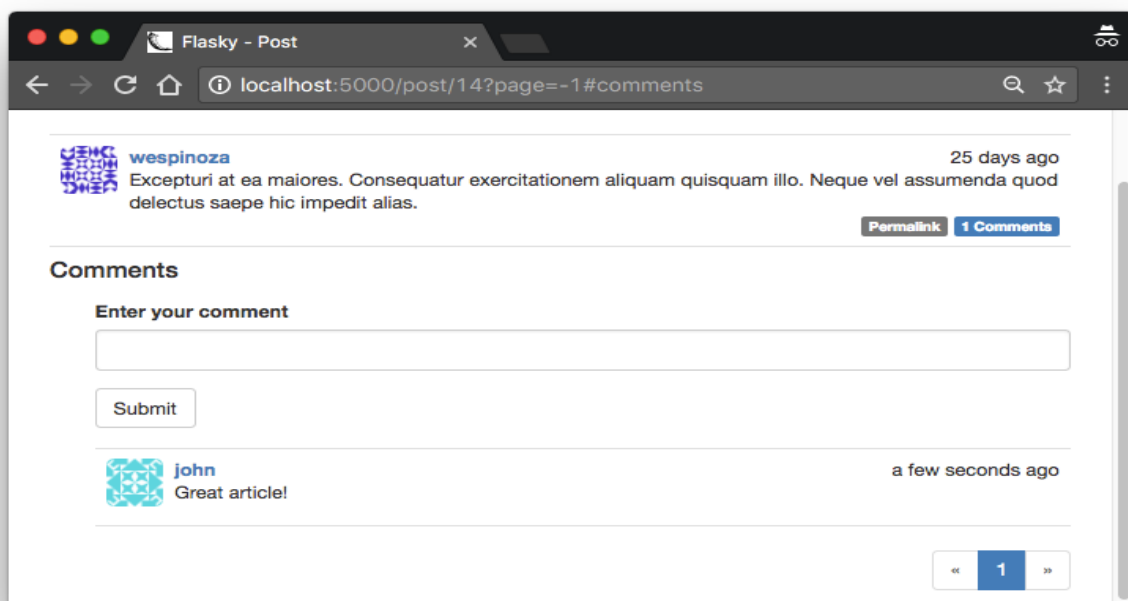 Flasky - Post
localhost:5000/post/14?page=-1#comments
wespinoza 25 days ago
Excepturi at ea maiores. Consequatur exercitationem aliquam quisquam illo. Neque vel assumenda quod
delectus saepe hic impedit alias.
Permalink 1 Comments
Comments
Enter your comment
Submit
john a few seconds ago
Great article!
« 1 »